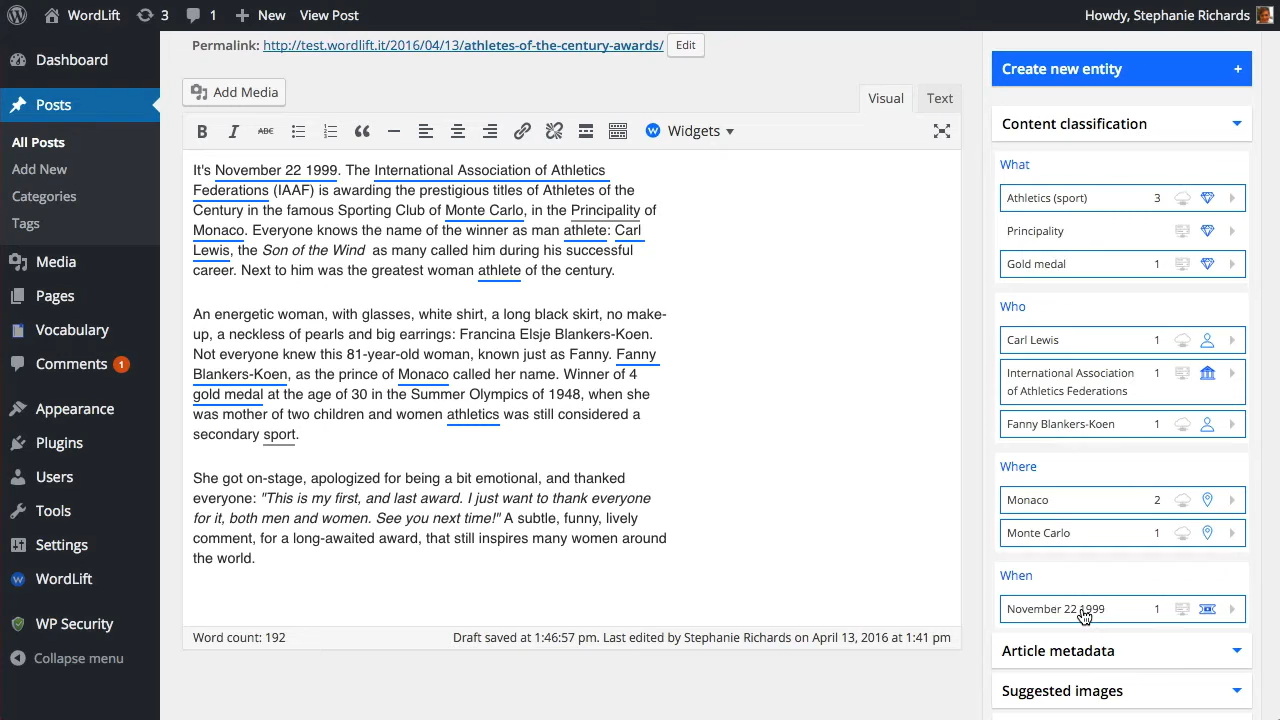 WordLift 3 1 + New View Post Howdy, Stephanie Richards
Dashboard
Posts
All Posts
Add New
Categories
Tags
Media
Pages
Vocabulary
Comments 1
Appearance
Plugins
Users
Tools
Settings
WordLift
WP Security
Collapse menu
Permalink: http://test.wordlift.it/2016/04/13/athletes-of-the-century-awards/ Edit
Add Media
Visual Text
B I ABC Widgets
It's November 22 1999. The International Association of Athletics
Federations (IAAF) is awarding the prestigious titles of Athletes of the
Century in the famous Sporting Club of Monte Carlo, in the Principality of
Monaco. Everyone knows the name of the winner as man athlete: Carl
Lewis, the Son of the Wind as many called him during his successful
career. Next to him was the greatest woman athlete of the century.
An energetic woman, with glasses, white shirt, a long black skirt, no make-
up, a neckless of pearls and big earrings: Francina Elsje Blankers-Koen.
Not everyone knew this 81-year-old woman, known just as Fanny. Fanny
Blankers-Koen, as the prince of Monaco called her name. Winner of 4
gold medal at the age of 30 in the Summer Olympics of 1948, when she
was mother of two children and women athletics was still considered a
secondary sport.
She got on-stage, apologized for being a bit emotional, and thanked
everyone: "This is my first, and last award. I just want to thank everyone
for it, both men and women. See you next time!" A subtle, funny, lively
comment, for a long-awaited award, that still inspires many women around
the world.
Word count: 192 Draft saved at 1:46:57 pm. Last edited by Stephanie Richards on April 13, 2016 at 1:41 pm
Create new entity +
Content classification
What
Athletics (sport) 3
Principality
Gold medal 1
Who
Carl Lewis 1
International Association 1
of Athletics Federations
Fanny Blankers-Koen 1
Where
Monaco 2
Monte Carlo 1
When
November 22 1999 1
Article metadata
Suggested images